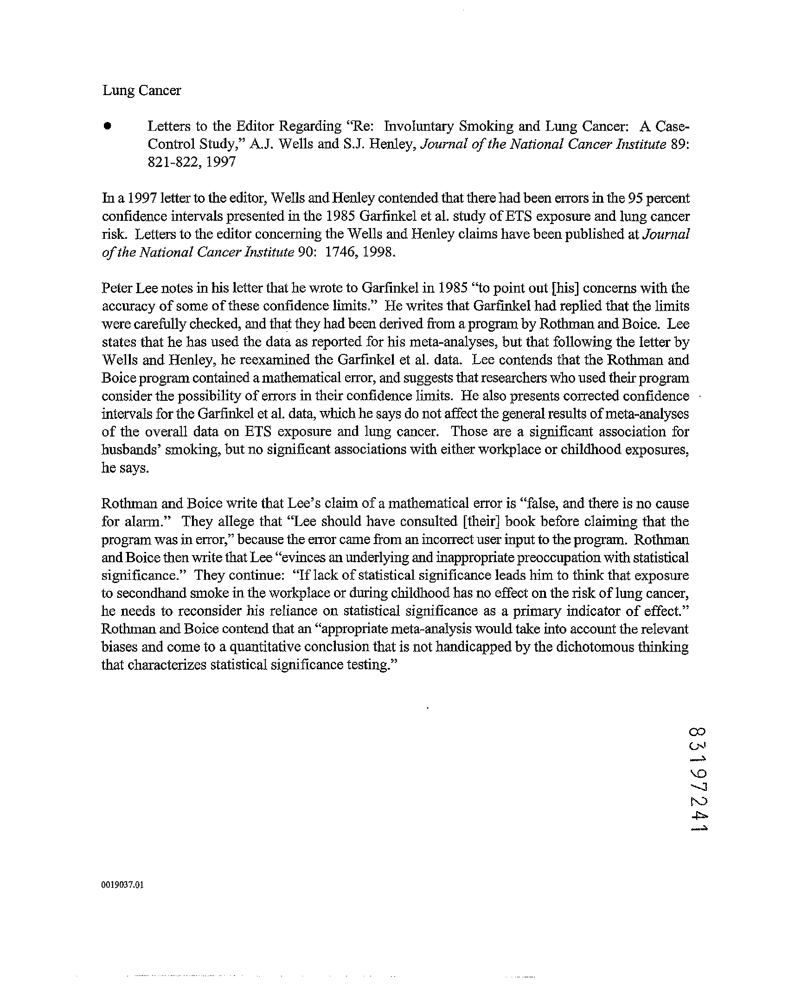 Lung Cancer
● Letters to the Editor Regarding “Re: Involuntary Smoking and Lung Cancer: A Case-
Control Study,” A.J. Wells and S.J. Henley, Journal of the National Cancer Institute 89:
821-822, 1997
In a 1997 letter to the editor, Wells and Henley contended that there had been errors in the 95 percent
confidence intervals presented in the 1985 Garfinkel et al. study of ETS exposure and lung cancer
risk. Letters to the editor concerning the Wells and Henley claims have been published at Journal
of the National Cancer Institute 90: 1746, 1998.
Peter Lee notes in his letter that he wrote to Garfinkel in 1985 “to point out [his] concerns with the
accuracy of some of these confidence limits.” He writes that Garfinkel had replied that the limits
were carefully checked, and that they had been derived from a program by Rothman and Boice. Lee
states that he has used the data as reported for his meta-analyses, but that following the letter by
Wells and Henley, he reexamined the Garfinkel et al. data. Lee contends that the Rothman and
Boice program contained a mathematical error, and suggests that researchers who used their program
consider the possibility of errors in their confidence limits. He also presents corrected confidence
intervals for the Garfinkel et al. data, which he says do not affect the general results of meta-analyses
of the overall data on ETS exposure and lung cancer. Those are a significant association for
husbands’ smoking, but no significant associations with either workplace or childhood exposures,
he says.
Rothman and Boice write that Lee’s claim of a mathematical error is “false, and there is no cause
for alarm.” They allege that “Lee should have consulted [their] book before claiming that the
program was in error,” because the error came from an incorrect user input to the program. Rothman
and Boice then write that Lee “evinces an underlying and inappropriate preoccupation with statistical
significance.” They continue: “If lack of statistical significance leads him to think that exposure
to secondhand smoke in the workplace or during childhood has no effect on the risk of lung cancer,
he needs to reconsider his reliance on statistical significance as a primary indicator of effect.”
Rothman and Boice contend that an “appropriate meta-analysis would take into account the relevant
biases and come to a quantitative conclusion that is not handicapped by the dichotomous thinking
that characterizes statistical significance testing.”
83197241
0019037.01